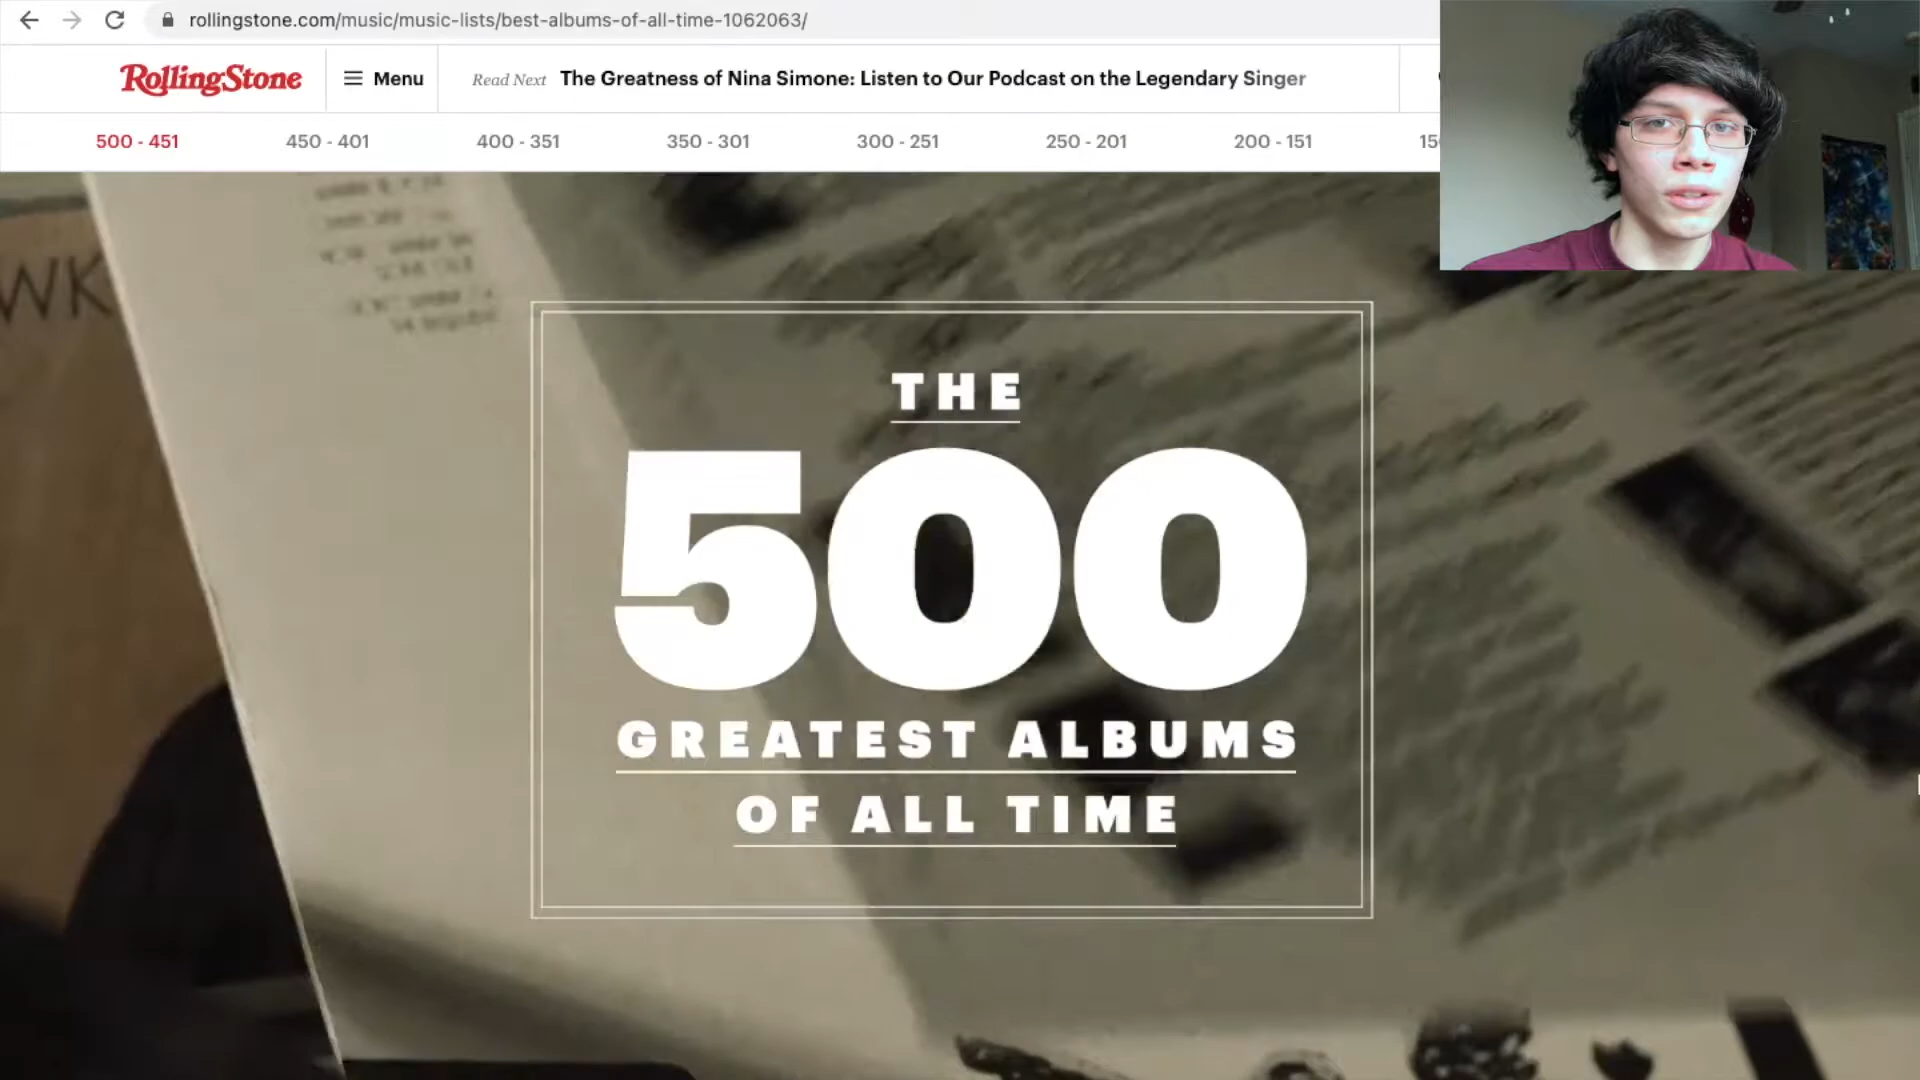 rollingstone.com/music/music-lists/best-albums-of-all-time-1062063/
RollingStone
Menu
Read Next The Greatness of Nina Simone: Listen to Our Podcast on the Legendary Singer
500 - 451
450 - 401
400 - 351
350 - 301
300 - 251
250 - 201
200 - 151
WK
THE
500
GREATEST ALBUMS
OF ALL TIME